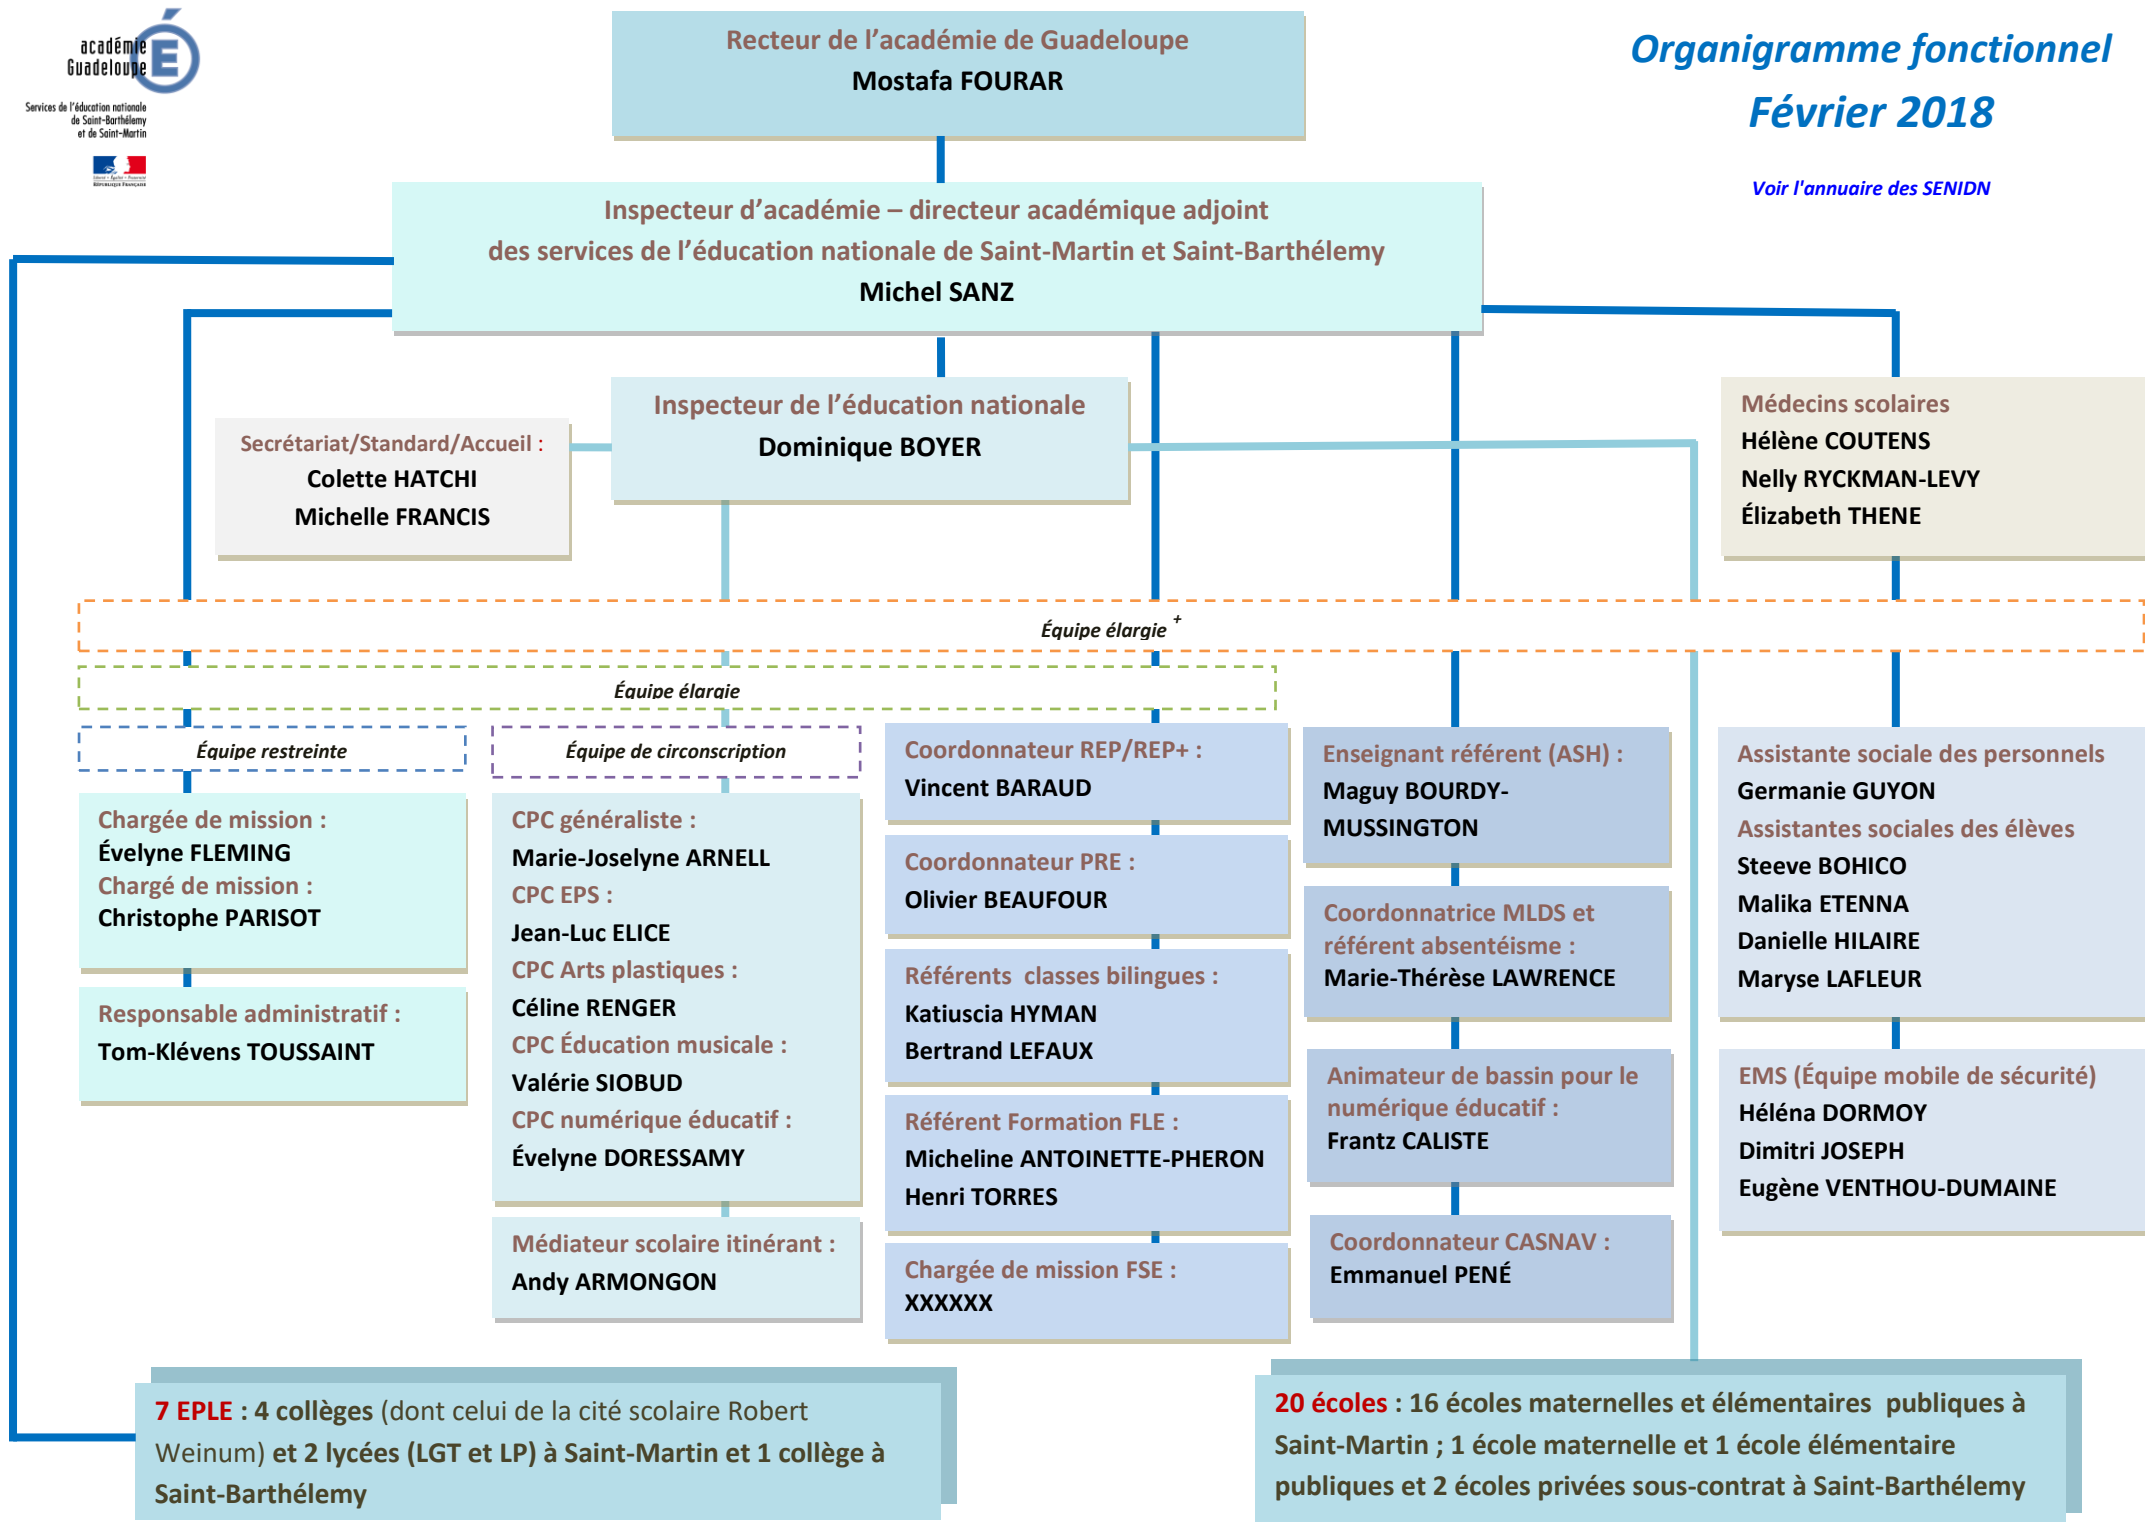 académie
Guadeloupe
Services de l'éducation nationale
de Saint-Barthélemy
et de Saint-Martin
Liberté • Égalité • Fraternité
RÉPUBLIQUE FRANÇAISE
Recteur de l'académie de Guadeloupe
Mostafa FOURAR
Organigramme fonctionnel
Février 2018
Voir l'annuaire des SENIDN
Inspecteur d'académie – directeur académique adjoint
des services de l'éducation nationale de Saint-Martin et Saint-Barthélemy
Michel SANZ
Inspecteur de l'éducation nationale
Dominique BOYER
Secrétariat/Standard/Accueil :
Colette HATCHI
Michelle FRANCIS
Médecins scolaires
Hélène COUTENS
Nelly RYCKMAN-LEVY
Élizabeth THENE
Équipe élargie +
Équipe élargie
Équipe restreinte
Équipe de circonscription
Chargée de mission :
Évelyne FLEMING
Chargé de mission :
Christophe PARISOT
Responsable administratif :
Tom-Klévens TOUSSAINT
CPC généraliste :
Marie-Joselyne ARNELL
CPC EPS :
Jean-Luc ELICE
CPC Arts plastiques :
Céline RENGER
CPC Éducation musicale :
Valérie SIOBUD
CPC numérique éducatif :
Évelyne DORESSAMY
Médiateur scolaire itinérant :
Andy ARMONGON
Coordonnateur REP/REP+ :
Vincent BARAUD
Coordonnateur PRE :
Olivier BEAUFOUR
Référents classes bilingues :
Katiuscia HYMAN
Bertrand LEFAUX
Référent Formation FLE :
Micheline ANTOINETTE-PHERON
Henri TORRES
Chargée de mission FSE :
XXXXXX
Enseignant référent (ASH) :
Maguy BOURDY-
MUSSINGTON
Coordonnatrice MLDS et
référent absentéisme :
Marie-Thérèse LAWRENCE
Animateur de bassin pour le
numérique éducatif :
Frantz CALISTE
Coordonnateur CASNAV :
Emmanuel PENÉ
Assistante sociale des personnels
Germanie GUYON
Assistantes sociales des élèves
Steeve BOHICO
Malika ETENNA
Danielle HILAIRE
Maryse LAFLEUR
EMS (Équipe mobile de sécurité)
Héléna DORMOY
Dimitri JOSEPH
Eugène VENTHOU-DUMAINE
7 EPLE : 4 collèges (dont celui de la cité scolaire Robert
Weinum) et 2 lycées (LGT et LP) à Saint-Martin et 1 collège à
Saint-Barthélemy
20 écoles : 16 écoles maternelles et élémentaires publiques à
Saint-Martin ; 1 école maternelle et 1 école élémentaire
publiques et 2 écoles privées sous-contrat à Saint-Barthélemy